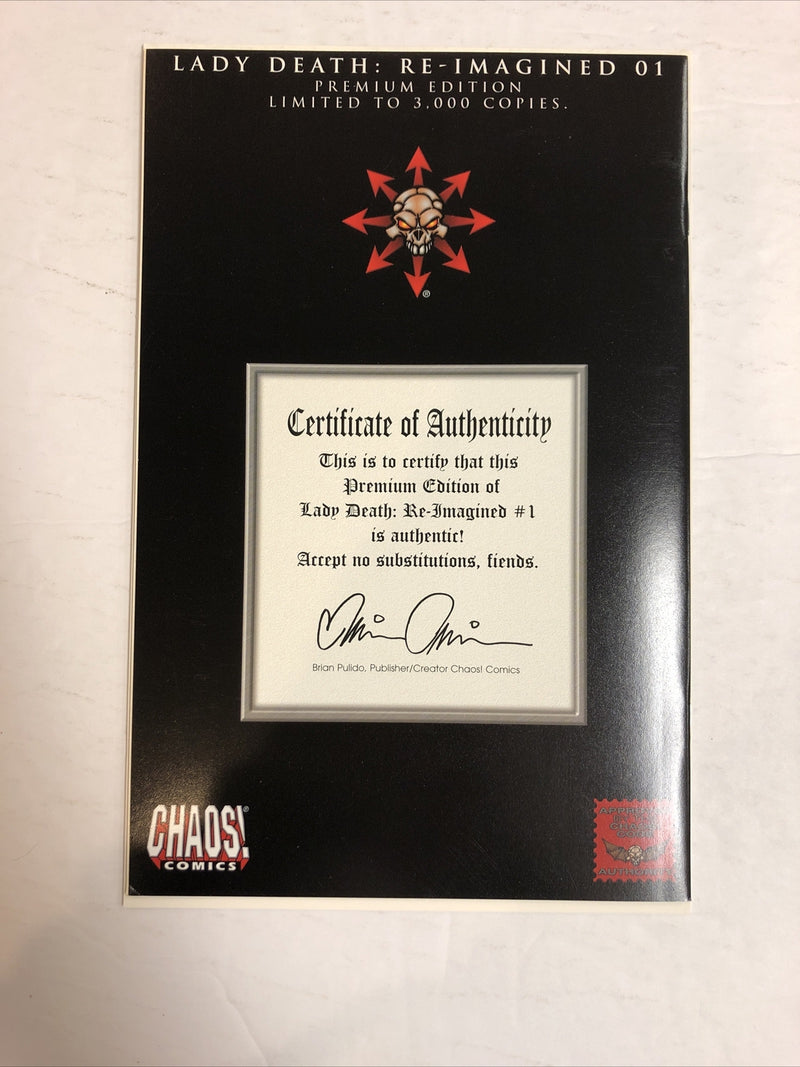 LADY DEATH: RE-IMAGINED 01
PREMIUM EDITION
LIMITED TO 3,000 COPIES.
®
Certificate of Authenticity
This is to certify that this
Premium Edition of
Lady Death: Re-Imagined #1
is authentic!
Accept no substitutions, fiends.
Brian Pulido, Publisher/Creator Chaos! Comics
CHAOS!®
COMICS